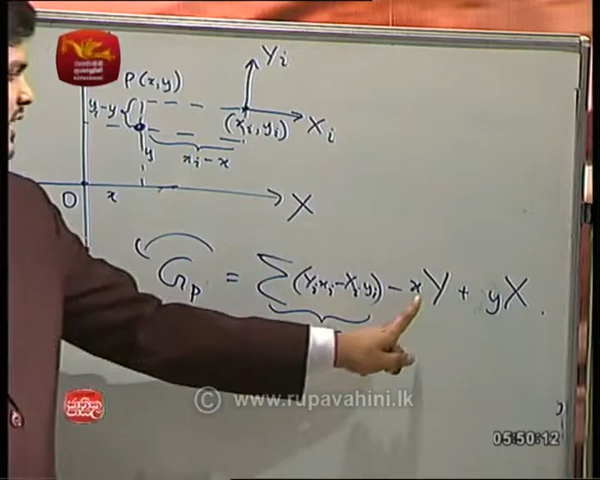 Yi
P(x,y)
yi-y
(xi,yi)
Xi
y
xi-x
O
x
X
Gp = Σ(Yixi-Xiyi) - xY + yX.
© www.rupavahini.lk
05:50:12